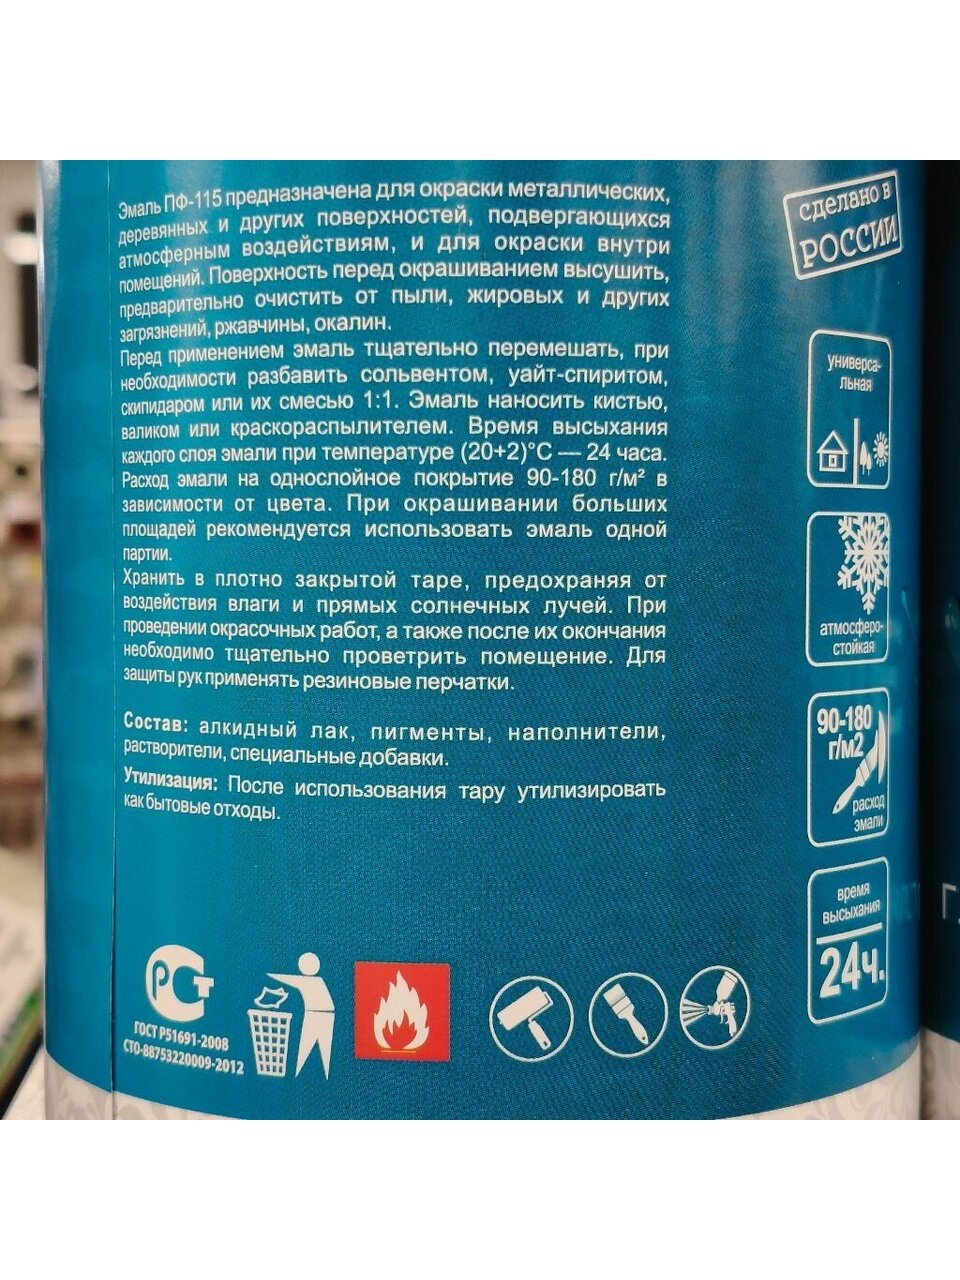 Эмаль ПФ-115 предназначена для окраски металлических,
деревянных и других поверхностей, подвергающихся
атмосферным воздействиям, и для окраски внутри
помещений. Поверхность перед окрашиванием высушить,
предварительно очистить от пыли, жировых и других
загрязнений, ржавчины, окалин.
Перед применением эмаль тщательно перемешать, при
необходимости разбавить сольвентом, уайт-спиритом,
скипидаром или их смесью 1:1. Эмаль наносить кистью,
валиком или краскораспылителем. Время высыхания
каждого слоя эмали при температуре (20+2)°С — 24 часа.
Расход эмали на однослойное покрытие 90-180 г/м² в
зависимости от цвета. При окрашивании больших
площадей рекомендуется использовать эмаль одной
партии.
Хранить в плотно закрытой таре, предохраняя от
воздействия влаги и прямых солнечных лучей. При
проведении окрасочных работ, а также после их окончания
необходимо тщательно проветрить помещение. Для
защиты рук применять резиновые перчатки.
Состав: алкидный лак, пигменты, наполнители,
растворители, специальные добавки.
Утилизация: После использования тару утилизировать
как бытовые отходы.
РСТ
ГОСТ Р51691-2008
СТО-88753220009-2012
сделано в
РОССИИ
универса-
льная
атмосферо-
стойкая
90-180
г/м2
расход
эмали
время
высыхания
24ч.